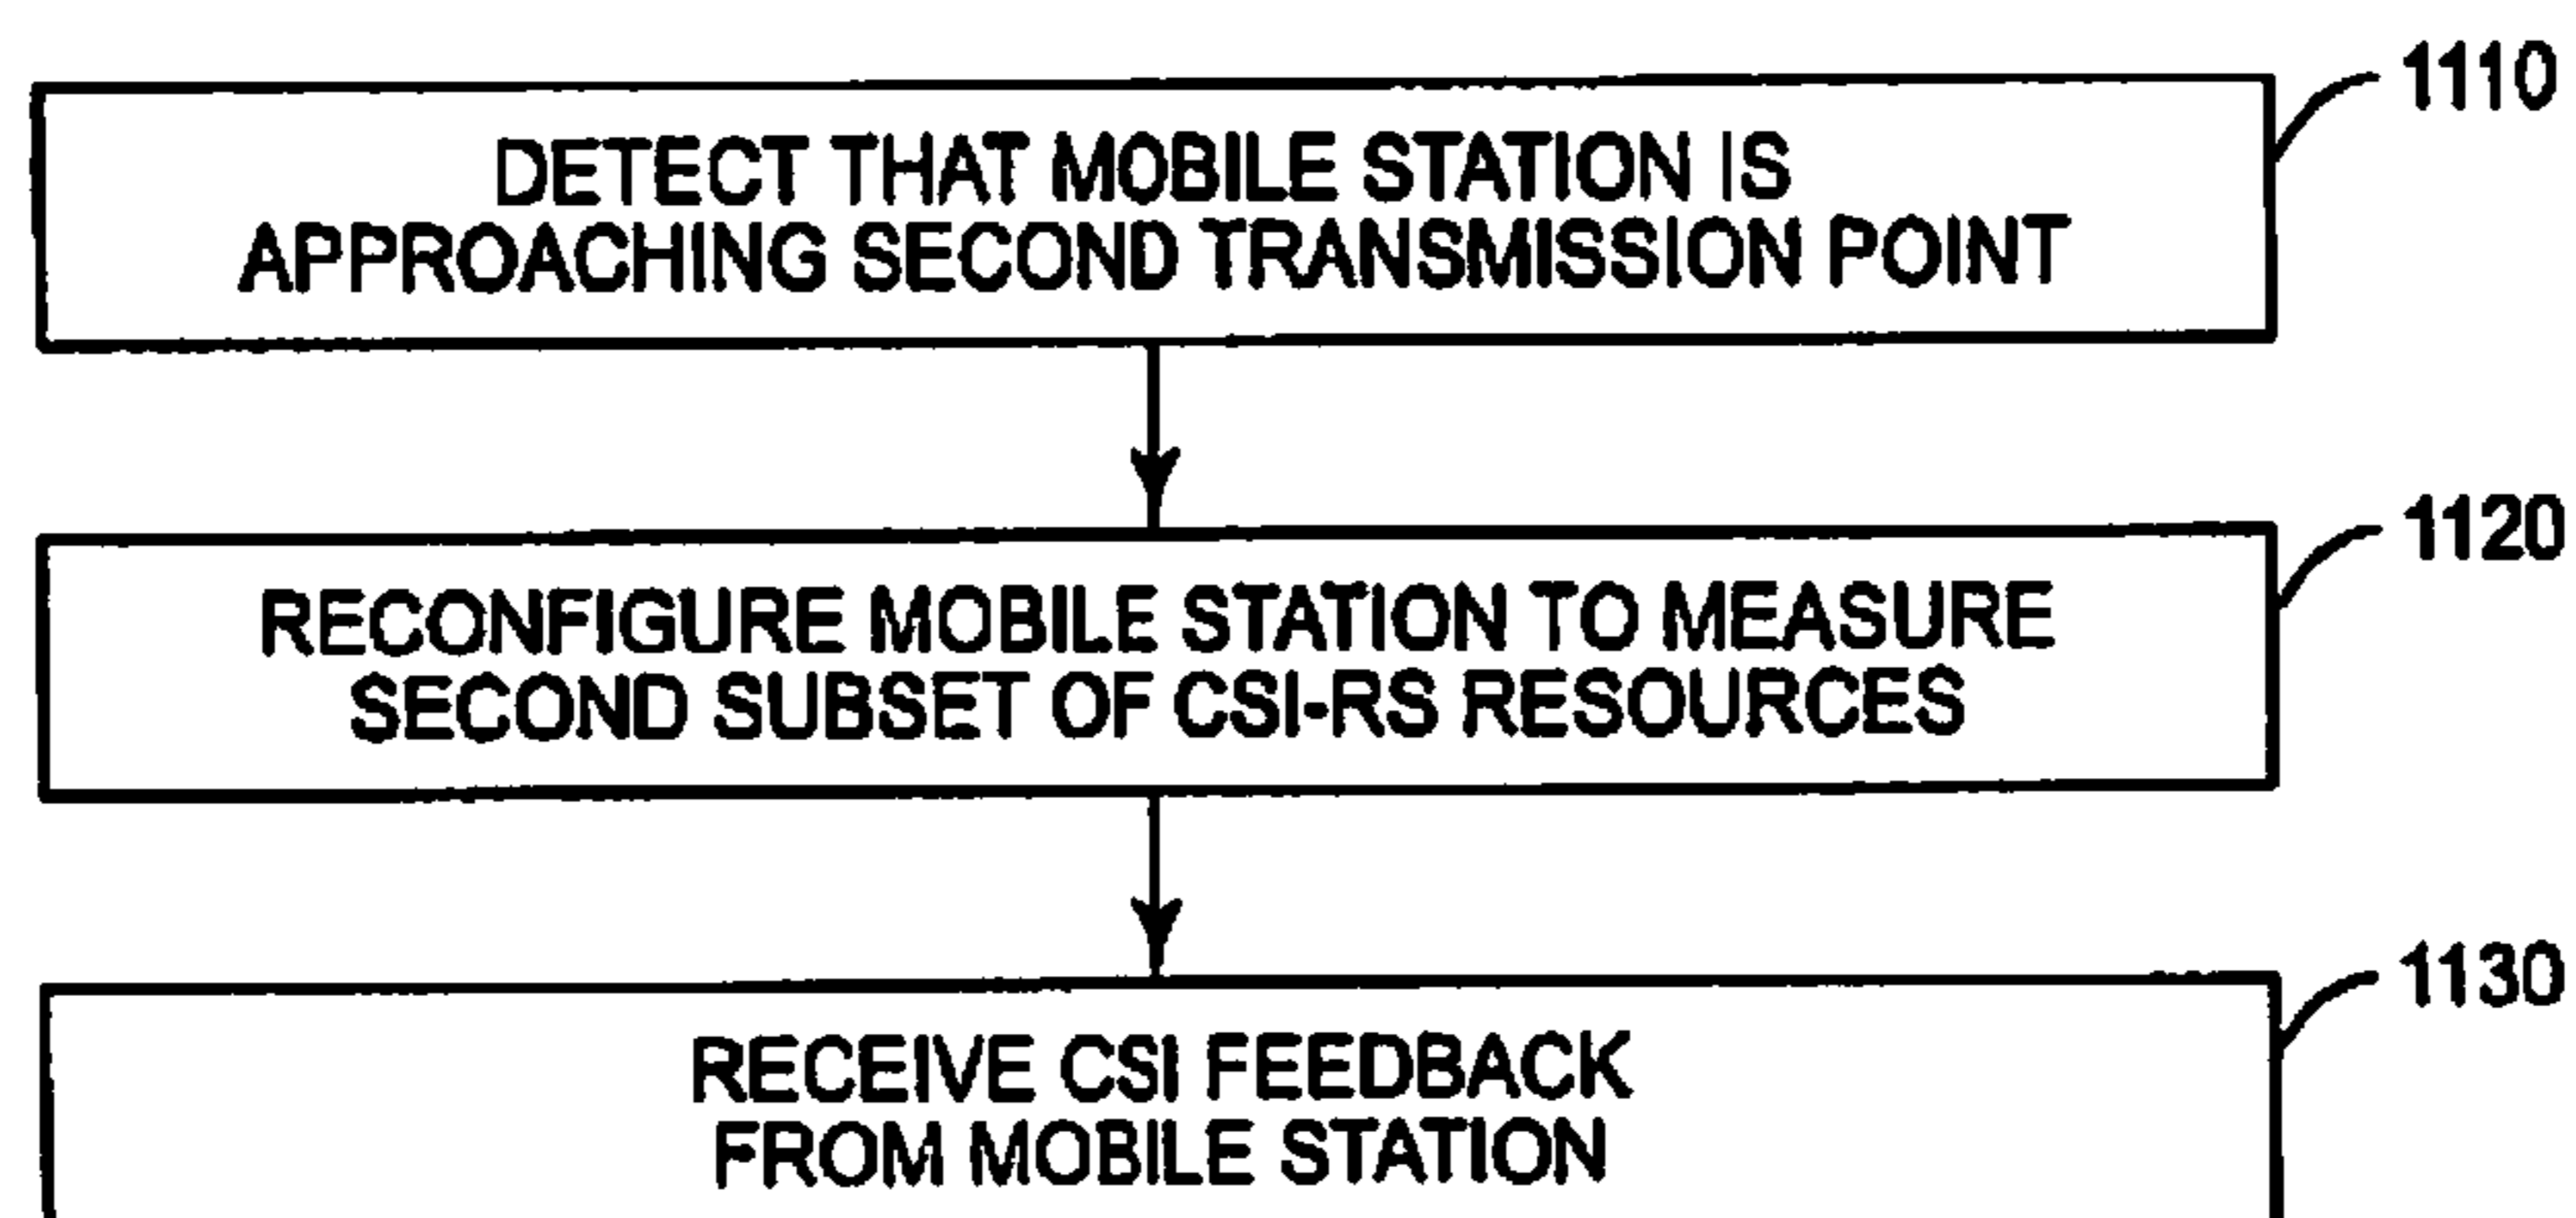 1110
DETECT THAT MOBILE STATION IS
APPROACHING SECOND TRANSMISSION POINT
1120
RECONFIGURE MOBILE STATION TO MEASURE
SECOND SUBSET OF CSI-RS RESOURCES
1130
RECEIVE CSI FEEDBACK
FROM MOBILE STATION